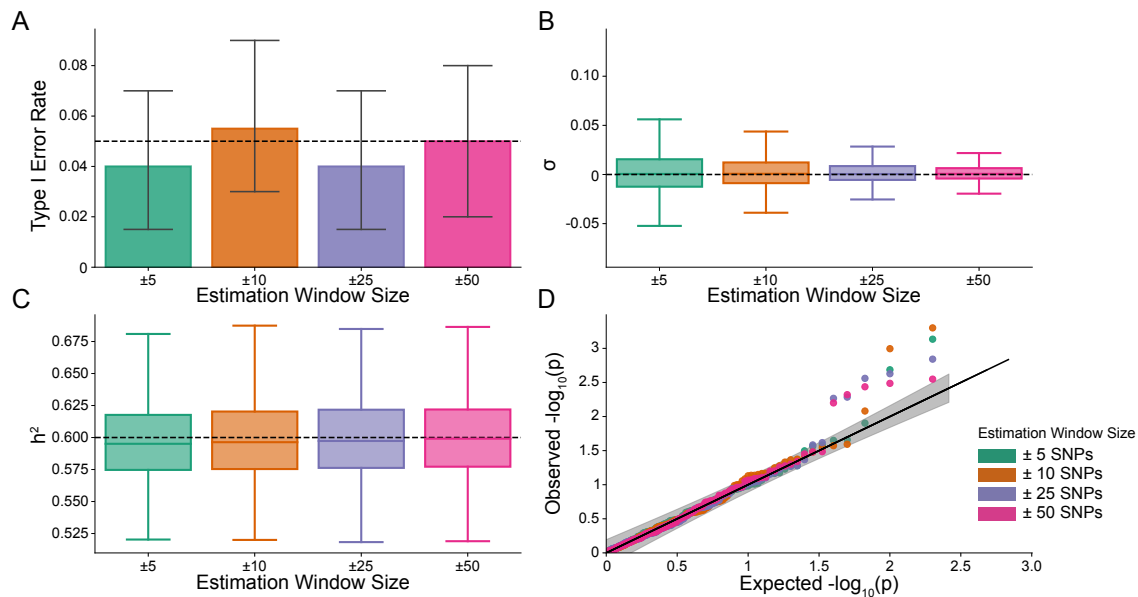 A
Type I Error Rate
0.08
0.06
0.04
0.02
0
±5
±10
±25
±50
Estimation Window Size
B
σ
0.10
0.05
0
-0.05
±5
±10
±25
±50
Estimation Window Size
C
h²
0.675
0.650
0.625
0.600
0.575
0.550
0.525
±5
±10
±25
±50
Estimation Window Size
D
Observed -log₁₀(p)
3
2.5
2
1.5
1
0.5
0
0
0.5
1
1.5
2
2.5
3.0
Expected -log₁₀(p)
Estimation Window Size
± 5 SNPs
± 10 SNPs
± 25 SNPs
± 50 SNPs